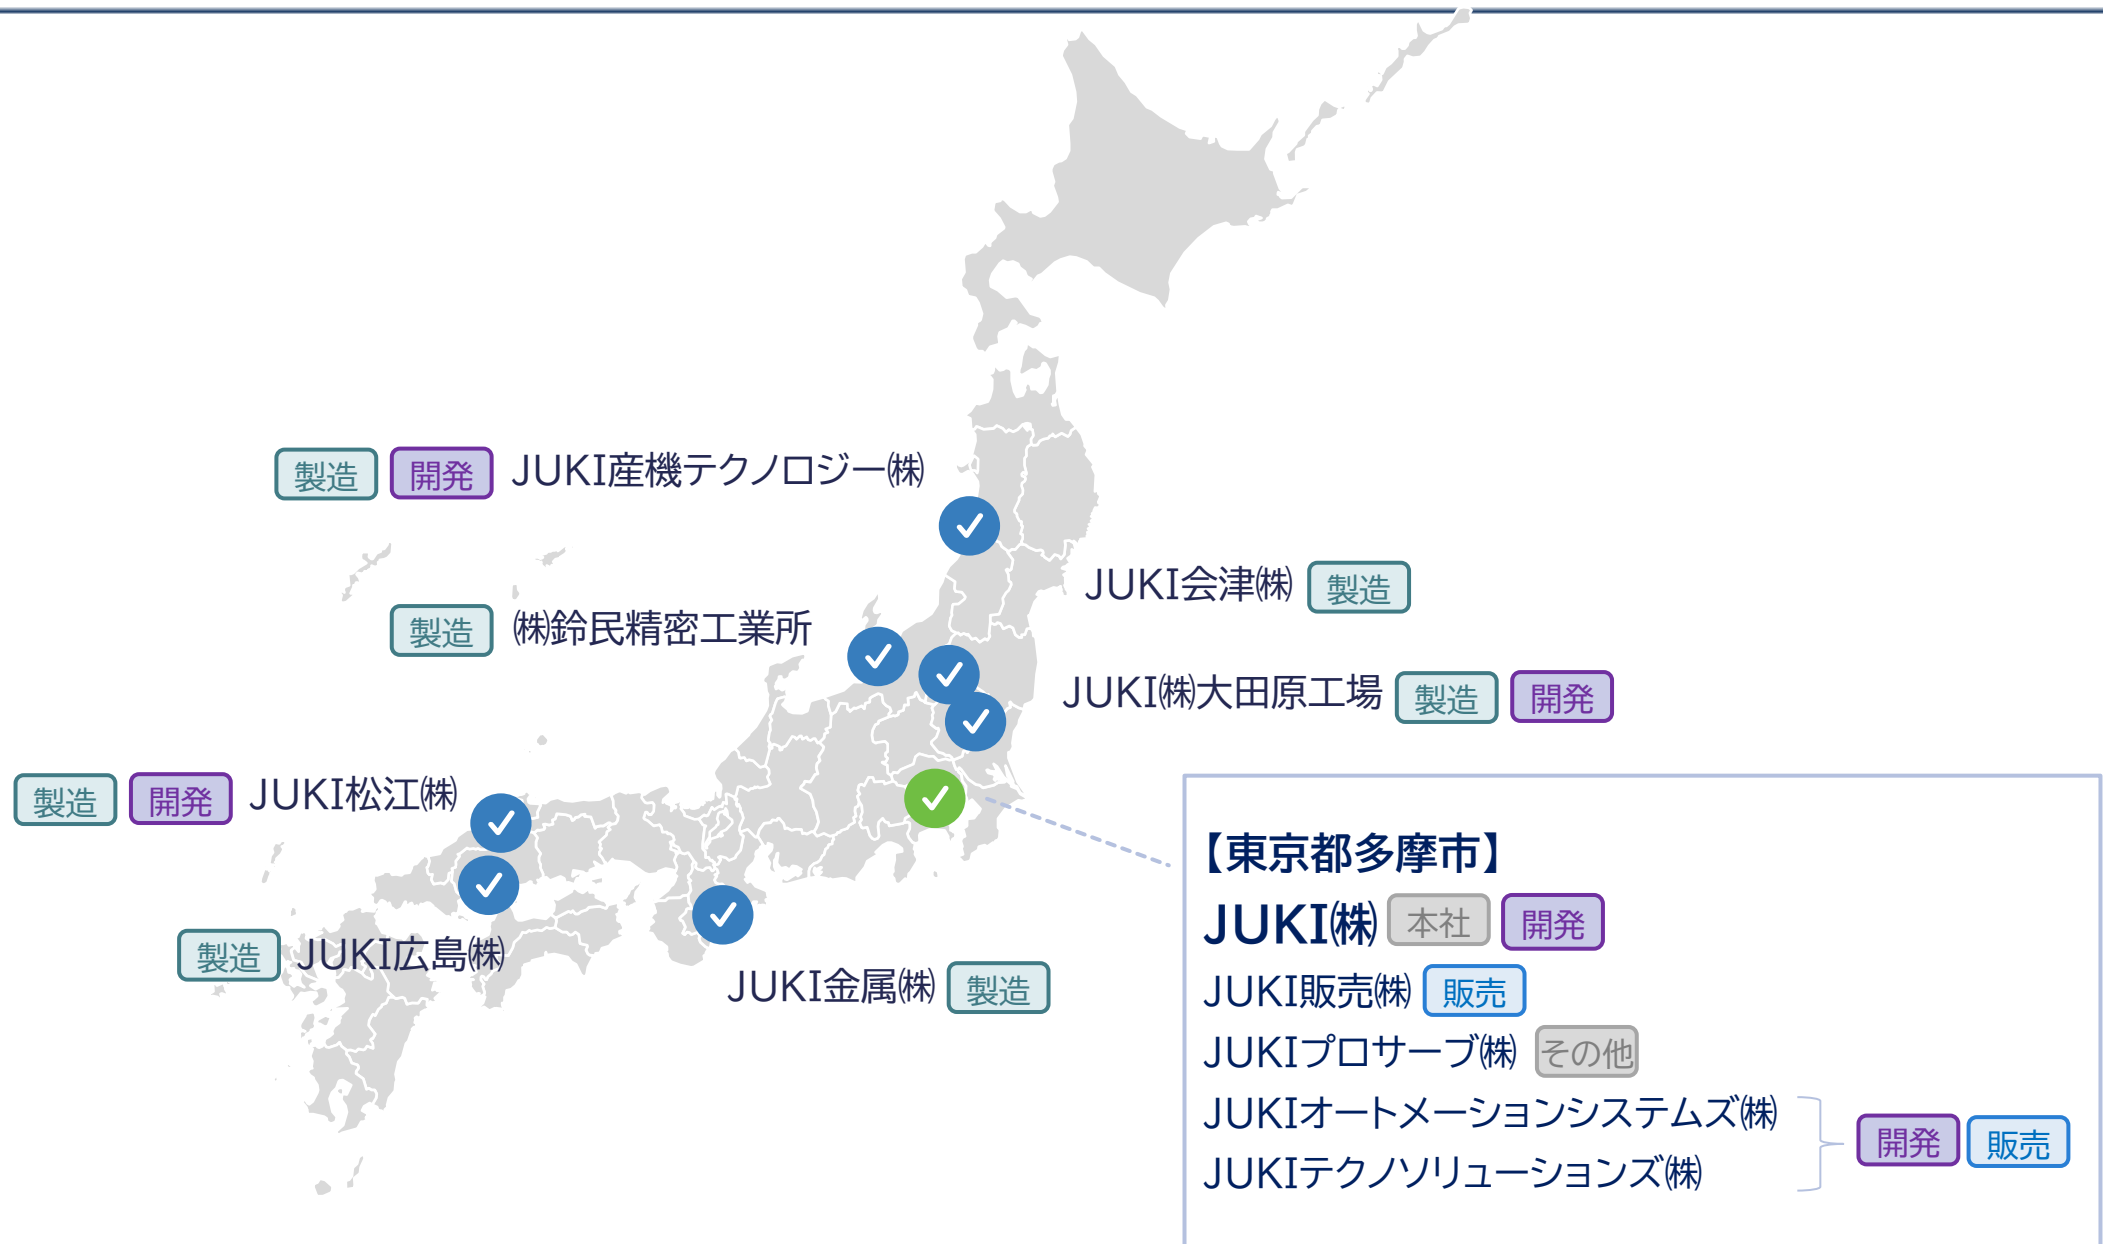 製造 開発 JUKI産機テクノロジー㈱
JUKI会津㈱ 製造
製造 ㈱鈴民精密工業所
JUKI㈱大田原工場 製造 開発
製造 開発 JUKI松江㈱
製造 JUKI広島㈱
JUKI金属㈱ 製造
【東京都多摩市】
JUKI㈱ 本社 開発
JUKI販売㈱ 販売
JUKIプロサーブ㈱ その他
JUKIオートメーションシステムズ㈱
開発 販売
JUKIテクノソリューションズ㈱